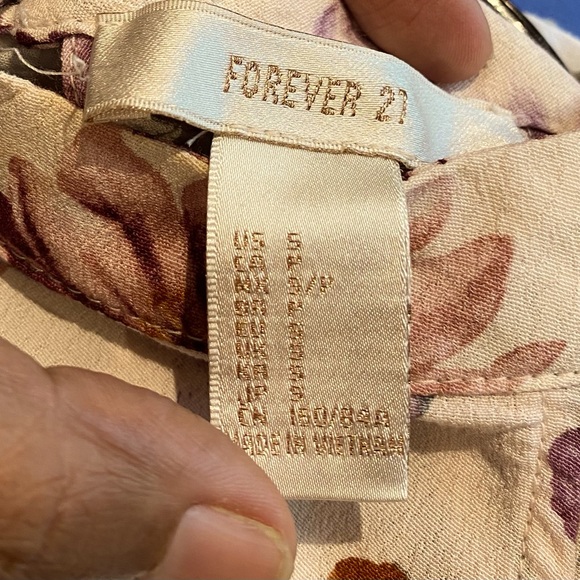 FOREVER 21
US S
CA P
MX S/P
BR P
EU S
UK S
KR S
JP S
CN 160/84A
MADE IN VIETNAM